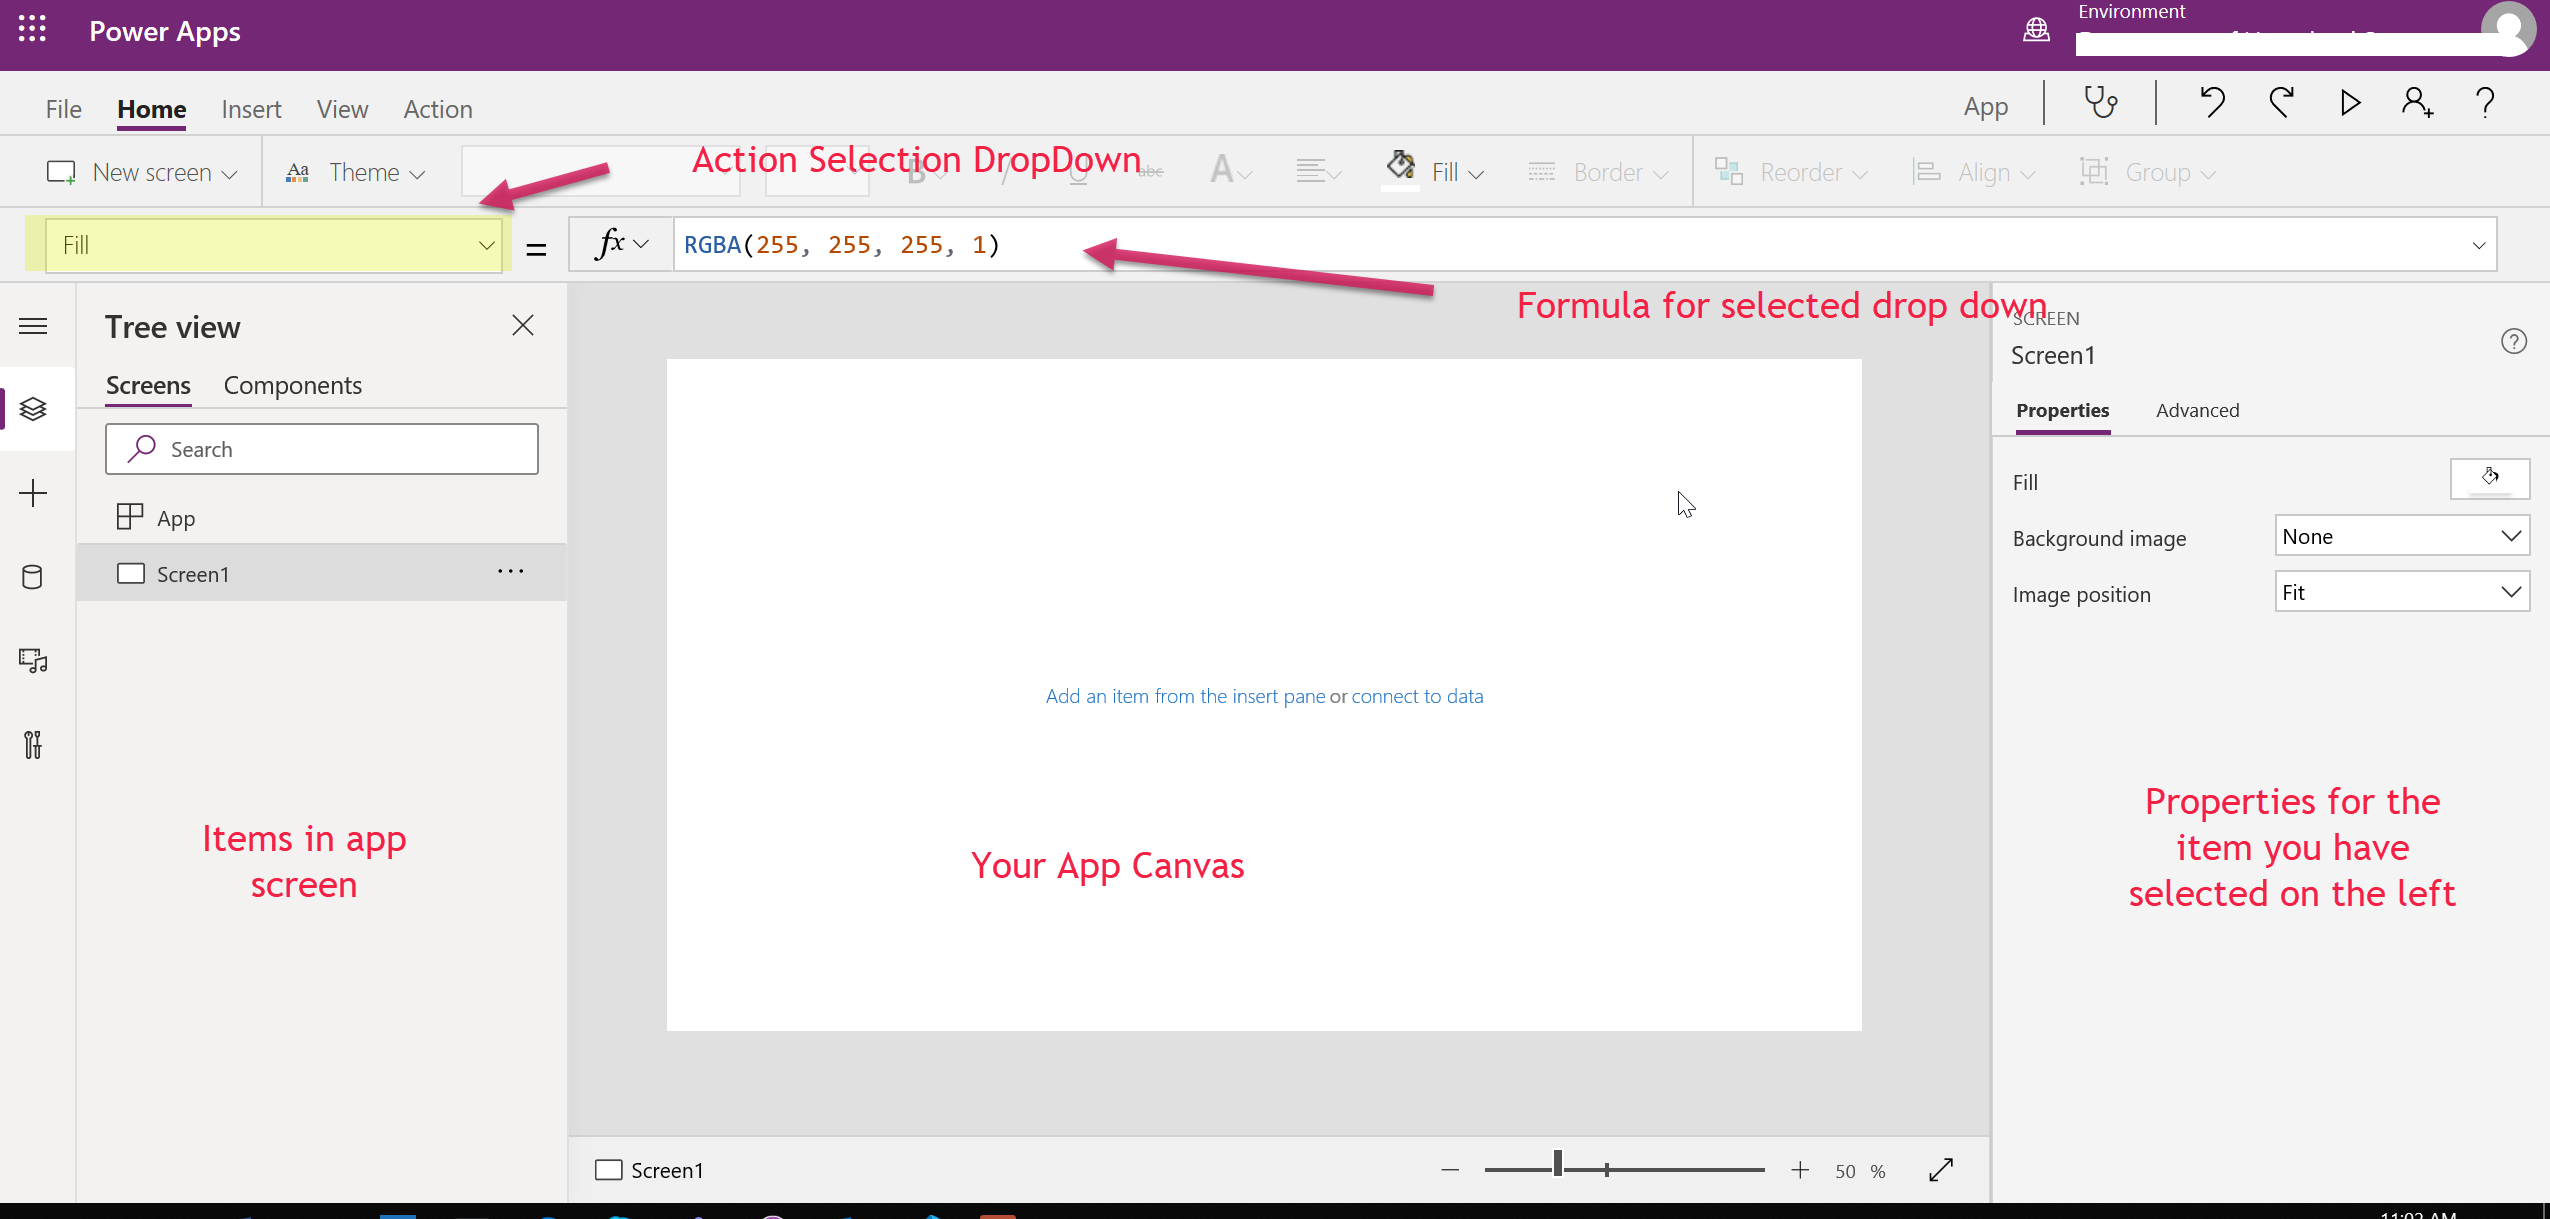 Power Apps
Environment
File Home Insert View Action
App
New screen
Theme
Action Selection DropDown
B
/
U
abc
A
Fill
Border
Reorder
Align
Group
Fill
=
fx
RGBA(255, 255, 255, 1)
Formula for selected drop down
Tree view
Screens Components
Search
App
Screen1
Items in app
screen
Add an item from the insert pane or connect to data
Your App Canvas
SCREEN
Screen1
Properties Advanced
Fill
Background image None
Image position Fit
Properties for the
item you have
selected on the left
Screen1
50 %
11:02 AM